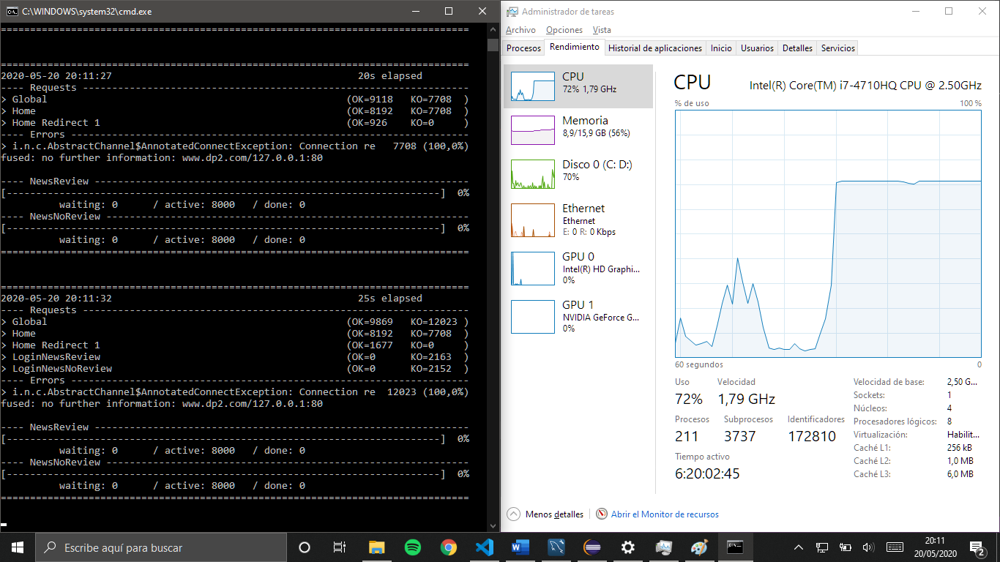 C:\WINDOWS\system32\cmd.exe
================================================================================
================================================================================
2020-05-20 20:11:27                                          20s elapsed
---- Requests ------------------------------------------------------------------
> Global                                                   (OK=9118   KO=7708  )
> Home                                                     (OK=8192   KO=7708  )
> Home Redirect 1                                          (OK=926    KO=0     )
---- Errors --------------------------------------------------------------------
> i.n.c.AbstractChannel$AnnotatedConnectException: Connection re   7708 (100,0%)
fused: no further information: www.dp2.com/127.0.0.1:80
---- NewsReview ----------------------------------------------------------------
[--------------------------------------------------------------------------]  0%
          waiting: 0      / active: 8000   / done: 0
---- NewsNoReview --------------------------------------------------------------
[--------------------------------------------------------------------------]  0%
          waiting: 0      / active: 8000   / done: 0
================================================================================
================================================================================
2020-05-20 20:11:32                                          25s elapsed
---- Requests ------------------------------------------------------------------
> Global                                                   (OK=9869   KO=12023 )
> Home                                                     (OK=8192   KO=7708  )
> Home Redirect 1                                          (OK=1677   KO=0     )
> LoginNewsReview                                          (OK=0      KO=2163  )
> LoginNewsNoReview                                        (OK=0      KO=2152  )
---- Errors --------------------------------------------------------------------
> i.n.c.AbstractChannel$AnnotatedConnectException: Connection re  12023 (100,0%)
fused: no further information: www.dp2.com/127.0.0.1:80
---- NewsReview ----------------------------------------------------------------
[--------------------------------------------------------------------------]  0%
          waiting: 0      / active: 8000   / done: 0
---- NewsNoReview --------------------------------------------------------------
[--------------------------------------------------------------------------]  0%
          waiting: 0      / active: 8000   / done: 0
================================================================================
Administrador de tareas
Archivo Opciones Vista
Procesos Rendimiento Historial de aplicaciones Inicio Usuarios Detalles Servicios
CPU
72% 1,79 GHz
Memoria
8,9/15,9 GB (56%)
Disco 0 (C: D:)
70%
Ethernet
Ethernet
E: 0 R: 0 Kbps
GPU 0
Intel(R) HD Graphi...
0%
GPU 1
NVIDIA GeForce G...
0%
CPU Intel(R) Core(TM) i7-4710HQ CPU @ 2.50GHz
% de uso 100 %
60 segundos 0
Uso Velocidad
72% 1,79 GHz
Procesos Subprocesos Identificadores
211 3737 172810
Tiempo activo
6:20:02:45
Velocidad de base: 2,50 G...
Sockets: 1
Núcleos: 4
Procesadores lógicos: 8
Virtualización: Habilit...
Caché L1: 256 kB
Caché L2: 1,0 MB
Caché L3: 6,0 MB
Menos detalles Abrir el Monitor de recursos
Escribe aquí para buscar
20:11
20/05/2020
2